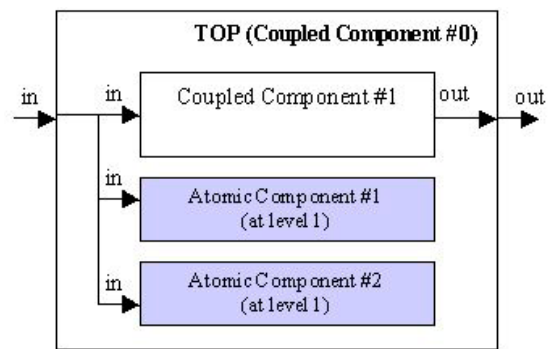 TOP (Coupled Component #0)
in
in
Coupled Component #1
out
out
in
Atomic Component #1
(at level 1)
in
Atomic Component #2
(at level 1)